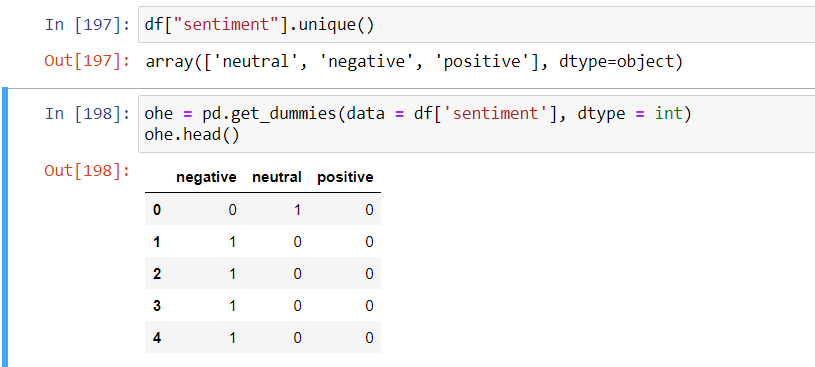 In [197]: df["sentiment"].unique()
Out[197]: array(['neutral', 'negative', 'positive'], dtype=object)
In [198]: ohe = pd.get_dummies(data = df['sentiment'], dtype = int)
ohe.head()
Out[198]:
negative neutral positive
0 0 1 0
1 1 0 0
2 1 0 0
3 1 0 0
4 1 0 0